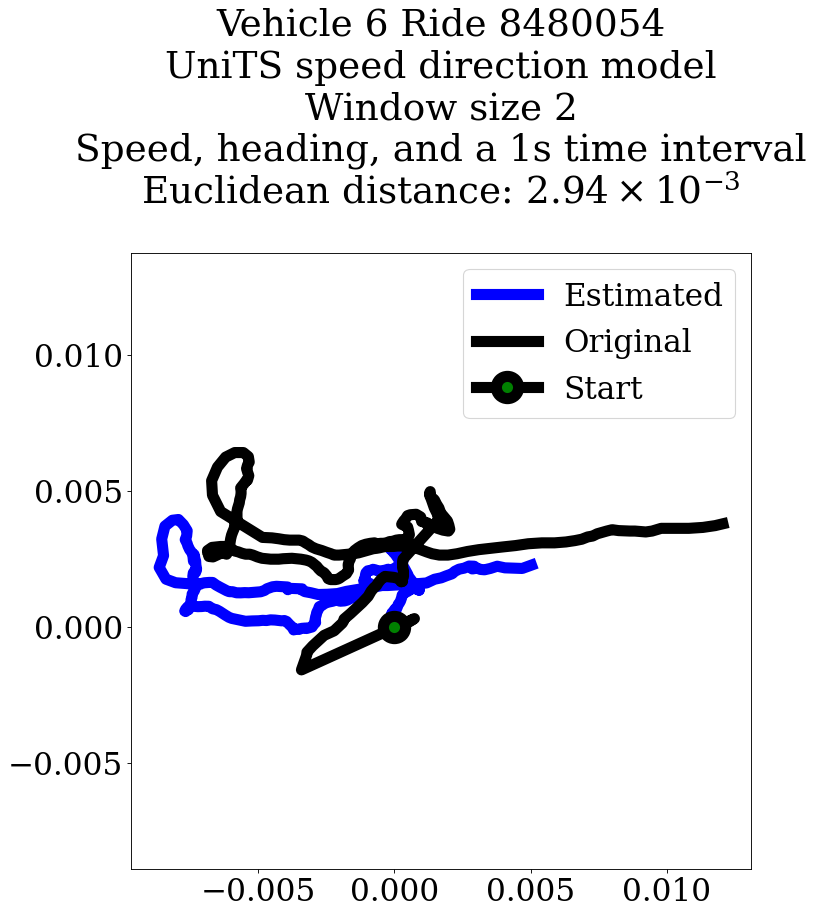 Vehicle 6 Ride 8480054
UniTS speed direction model
Window size 2
Speed, heading, and a 1s time interval
Euclidean distance: 2.94 × 10⁻³
Estimated
Original
Start
0.010
0.005
0.000
−0.005
−0.005 0.000 0.005 0.010